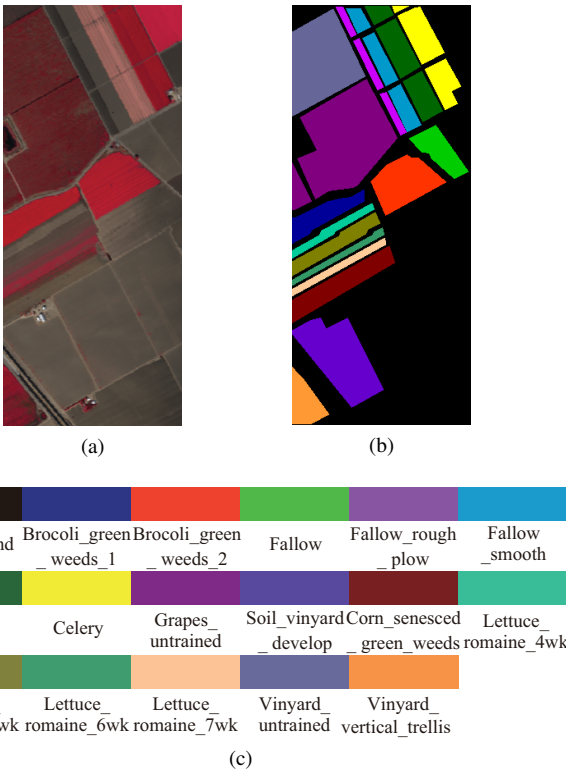 (a) (b)
nd Brocoli_green Brocoli_green Fallow Fallow_rough Fallow
_ weeds_1 _ weeds_2 _ plow _smooth
Celery Grapes_ Soil_vinyard Corn_senesced Lettuce_
untrained _ develop _ green_weeds romaine_4wk
_ Lettuce_ Lettuce_ Vinyard_ Vinyard_
wk romaine_6wk romaine_7wk untrained vertical_trellis
(c)